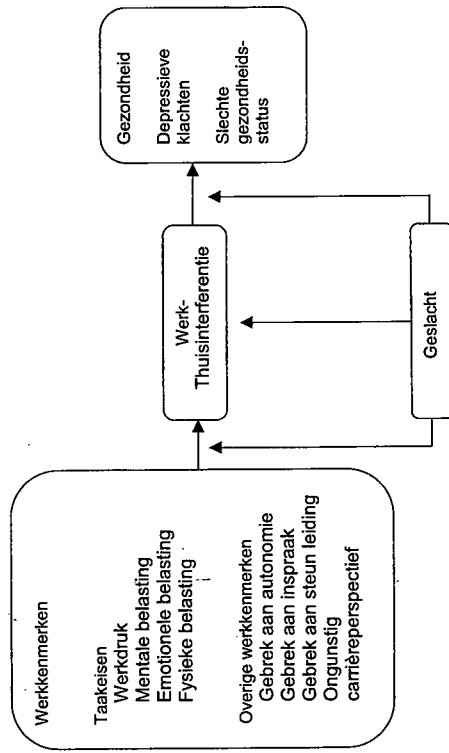 Werkkenmerken
Taakeisen
Werkdruk
Mentale belasting
Emotionele belasting
Fysieke belasting
Overige werkkenmerken
Gebrek aan autonomie
Gebrek aan inspraak
Gebrek aan steun leiding
Ongunstig
carrièreperspectief
Werk-
Thuisinterferentie
Geslacht
Gezondheid
Depressieve
klachten
Slechte
gezondheids-
status